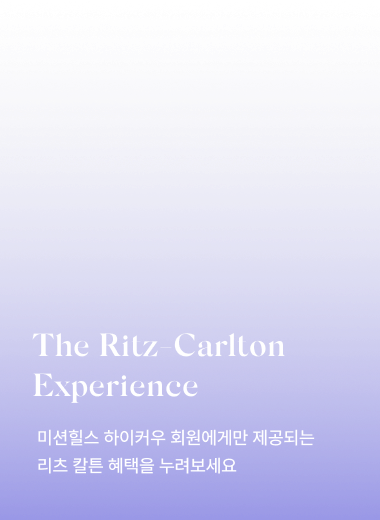 The Ritz-Carlton
Experience
미션힐스 하이커우 회원에게만 제공되는
리츠 칼튼 혜택을 누려보세요